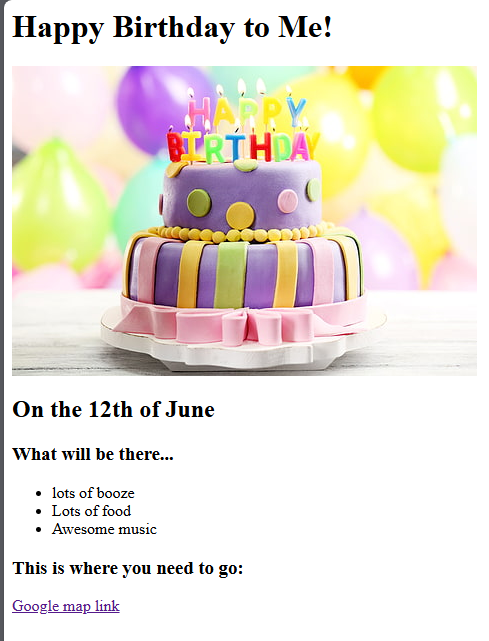 Happy Birthday to Me!
HAPPY
BIRTHDAY
On the 12th of June
What will be there...
lots of booze
Lots of food
Awesome music
This is where you need to go:
Google map link